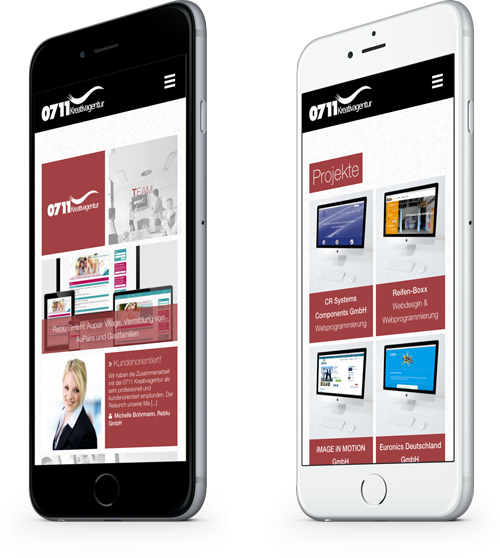 0711 Kreativagentur
0711 Kreativagentur
TEAM
Reblu GmbH, Aupair Village, Vermittlung von
AuPairs und Gastfamilien
» Kundenorientiert!
Wir haben die Zusammenarbeit
mit der 0711 Kreativagentur als
sehr professionell und
kundenorientiert empfunden. Der
Relaunch unserer Ma [...]
Michelle Bohrmann, Reblu
GmbH
0711 Kreativagentur
Projekte
CR Systems
Components GmbH
Webprogrammierung
Reifen-Boxx
Webdesign &
Webprogrammierung
iMAGE iN MOTION
GmbH
Euronics Deutschland
GmbH